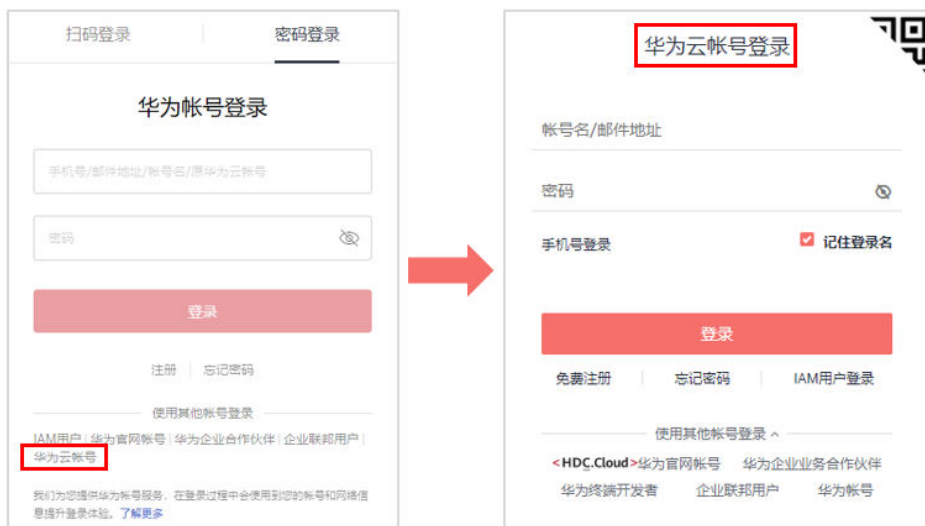 扫码登录
密码登录
华为帐号登录
手机号/邮件地址/帐号名/原华为云帐号
密码
登录
注册 | 忘记密码
使用其他帐号登录
IAM用户 | 华为官网帐号 | 华为企业合作伙伴 | 企业联邦用户 |
华为云帐号
我们为您提供华为帐号服务，在登录过程中会使用到您的帐号和网络信
息提升登录体验。了解更多
华为云帐号登录
帐号名/邮件地址
密码
手机号登录
记住登录名
登录
免费注册 | 忘记密码 | IAM用户登录
使用其他帐号登录
<HDC.Cloud>华为官网帐号 华为企业业务合作伙伴
华为终端开发者 企业联邦用户 华为帐号